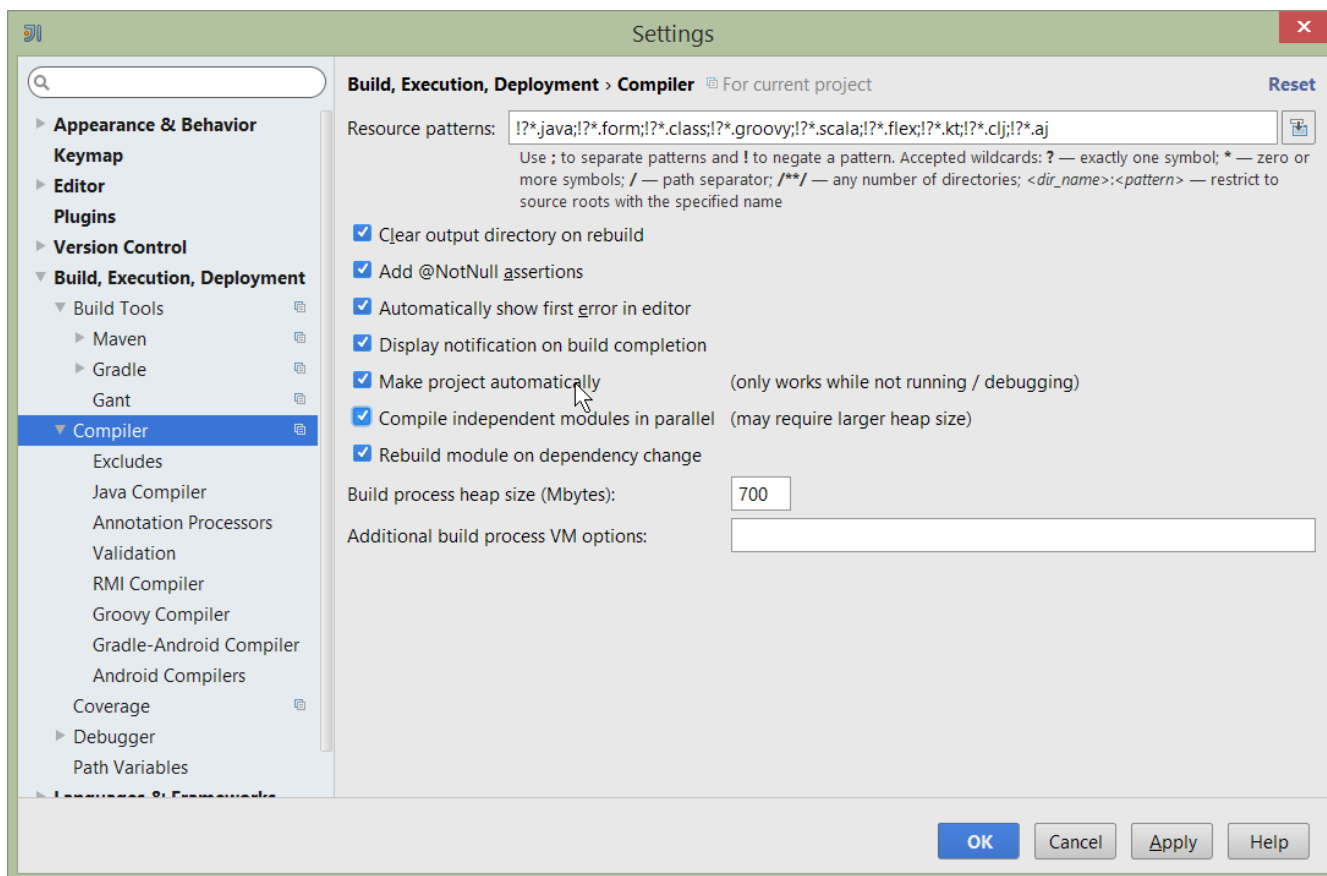 Settings
Build, Execution, Deployment › Compiler For current project Reset
Appearance & Behavior
Keymap
Editor
Plugins
Version Control
Build, Execution, Deployment
Build Tools
Maven
Gradle
Gant
Compiler
Excludes
Java Compiler
Annotation Processors
Validation
RMI Compiler
Groovy Compiler
Gradle-Android Compiler
Android Compilers
Coverage
Debugger
Path Variables
Languages & Frameworks
Resource patterns: !?*.java;!?*.form;!?*.class;!?*.groovy;!?*.scala;!?*.flex;!?*.kt;!?*.clj;!?*.aj
Use ; to separate patterns and ! to negate a pattern. Accepted wildcards: ? — exactly one symbol; * — zero or
more symbols; / — path separator; /**/ — any number of directories; <dir_name>:<pattern> — restrict to
source roots with the specified name
Clear output directory on rebuild
Add @NotNull assertions
Automatically show first error in editor
Display notification on build completion
Make project automatically (only works while not running / debugging)
Compile independent modules in parallel (may require larger heap size)
Rebuild module on dependency change
Build process heap size (Mbytes): 700
Additional build process VM options:
OK Cancel Apply Help